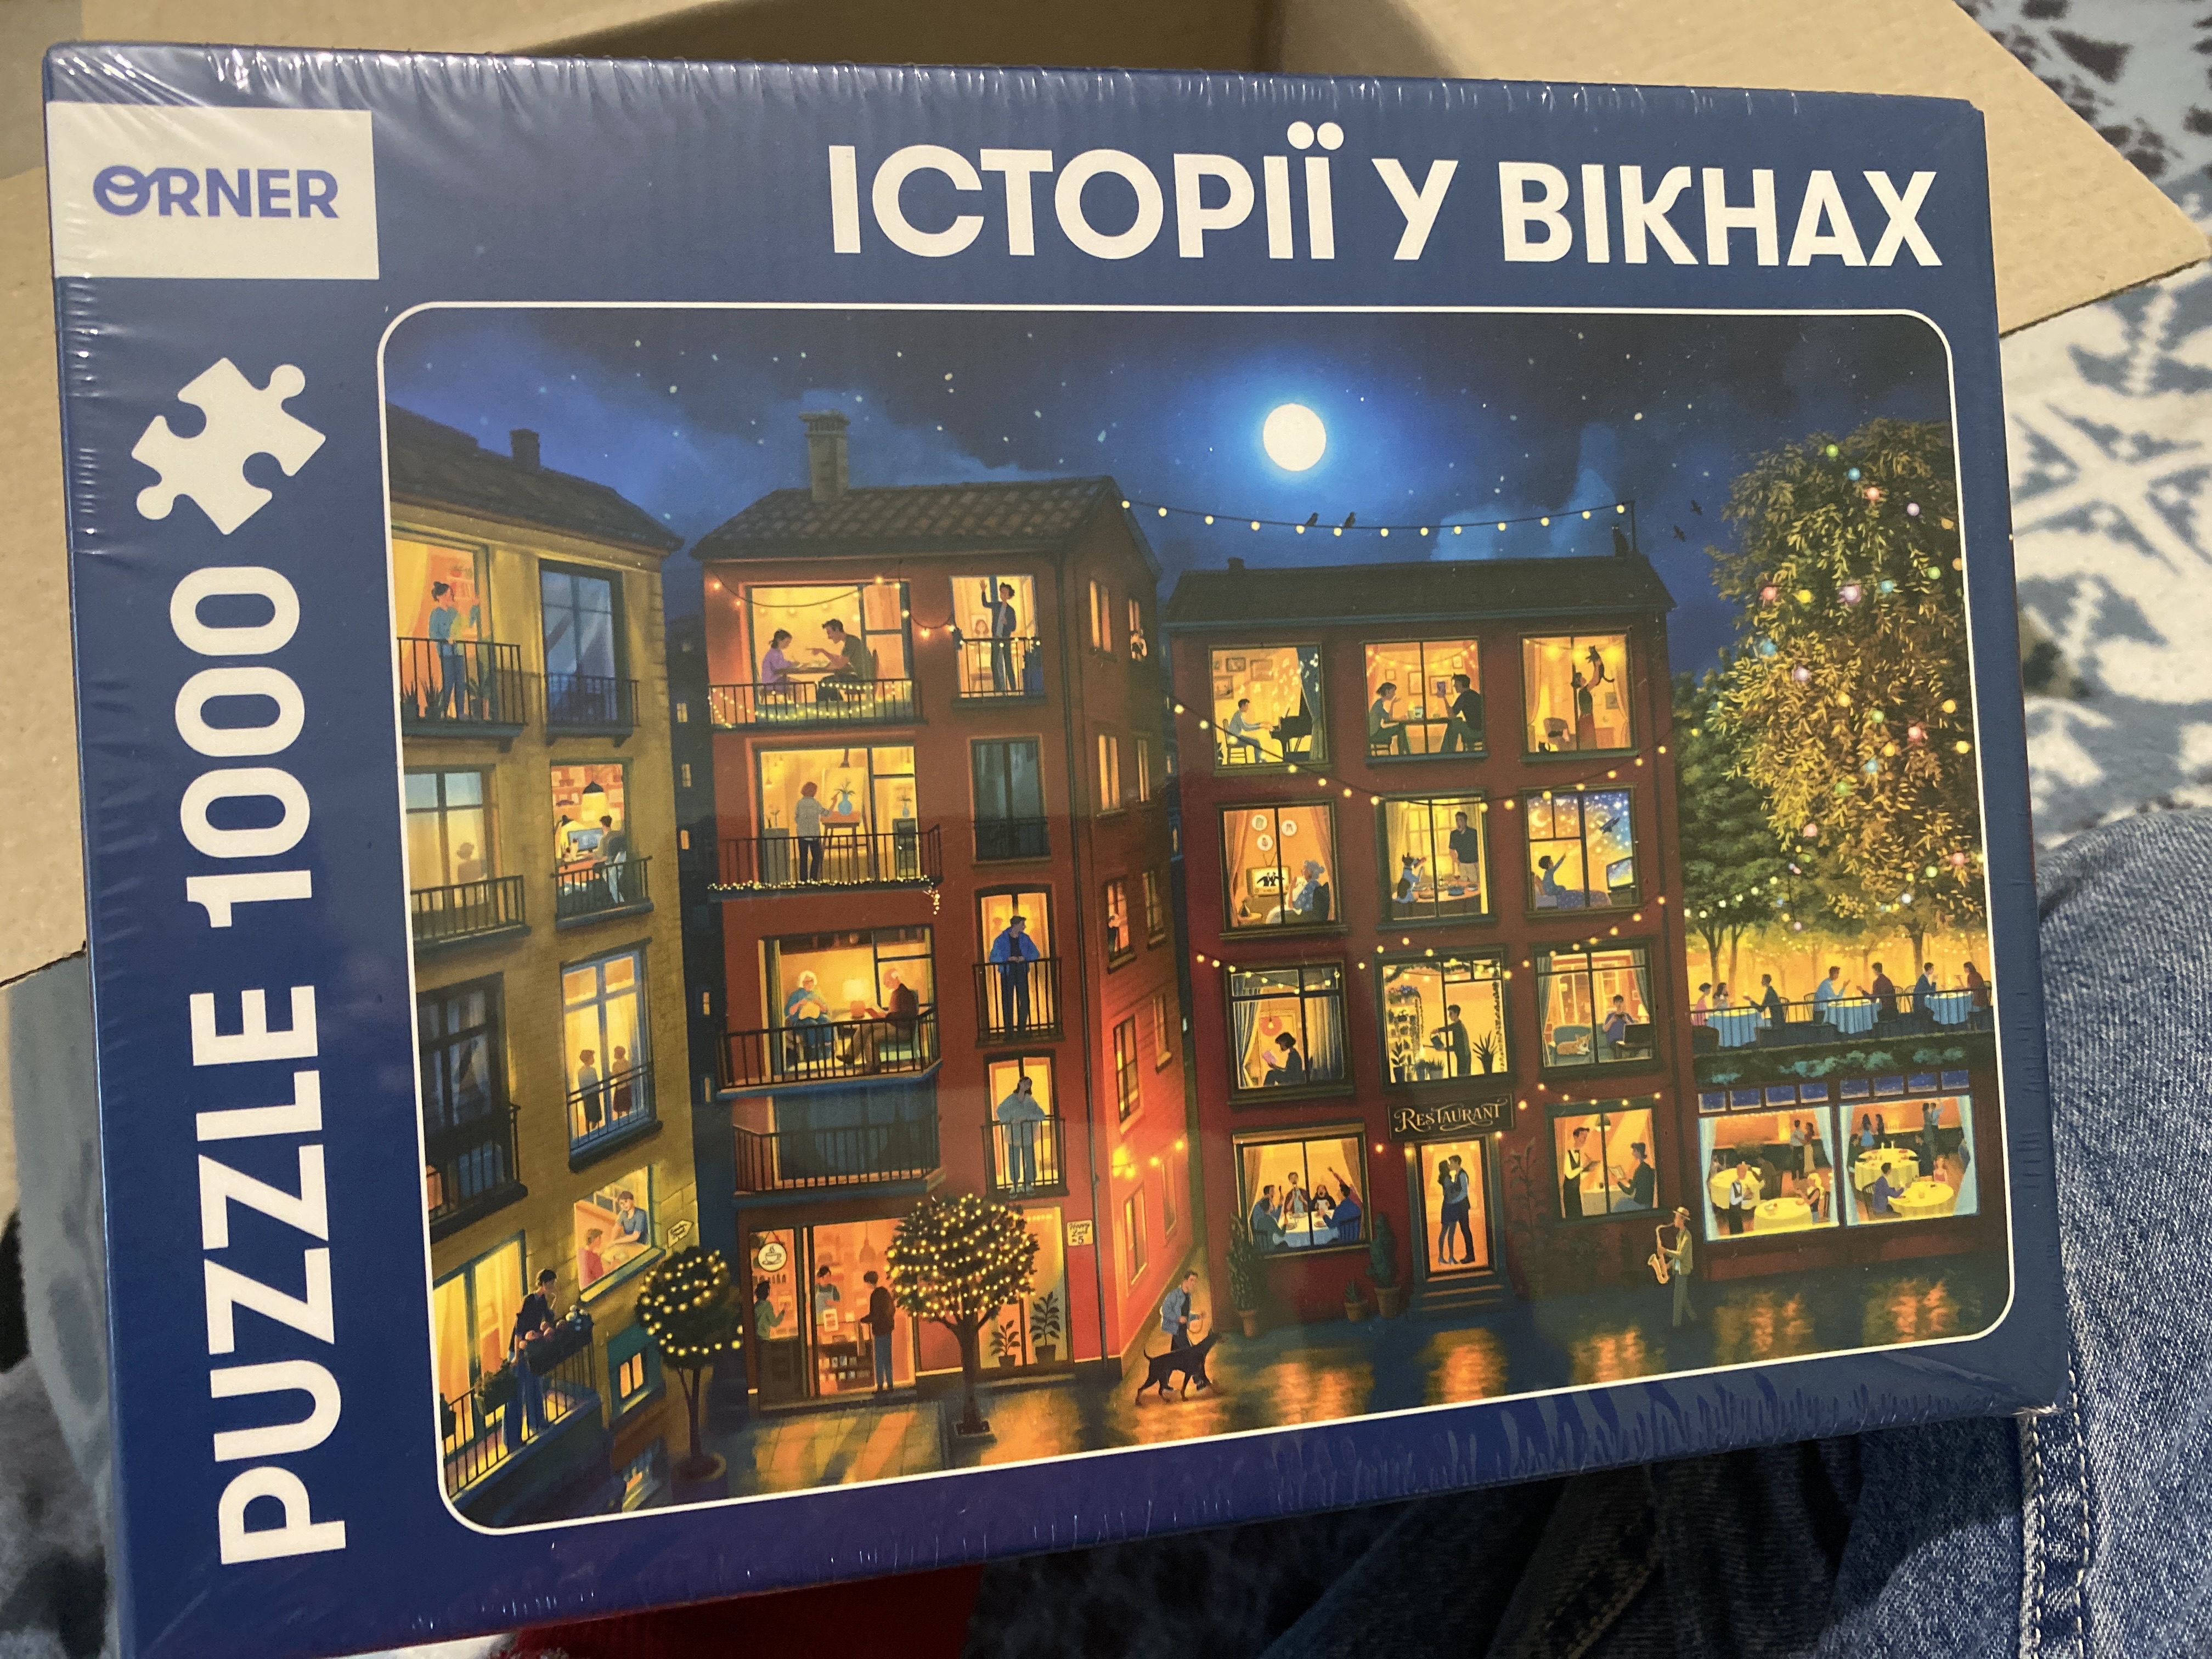 ORNER
ІСТОРІЇ У ВІКНАХ
PUZZLE 1000
RESTAURANT